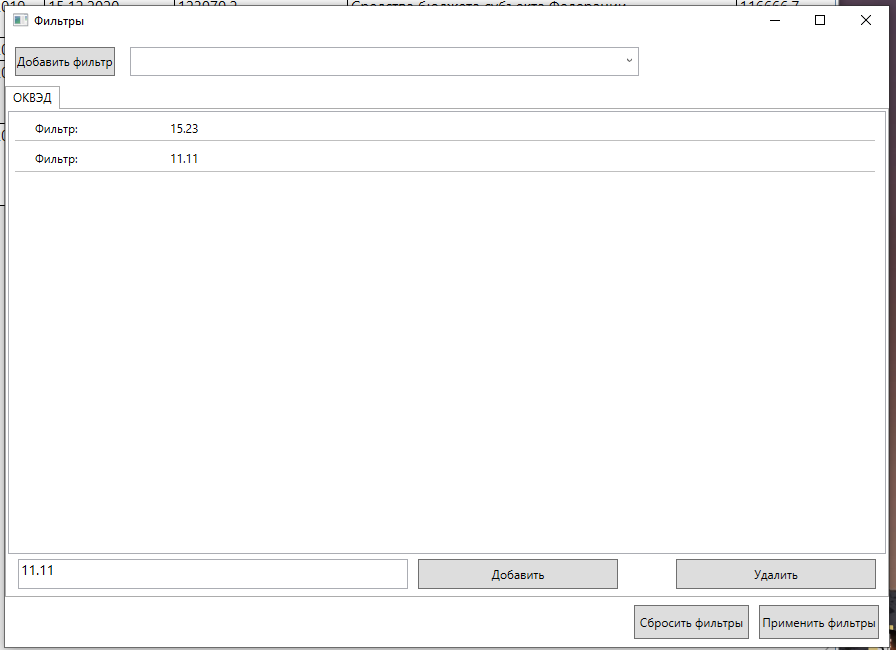 Фильтры
Добавить фильтр
ОКВЭД
Фильтр: 15.23
Фильтр: 11.11
11.11
Добавить
Удалить
Сбросить фильтры
Применить фильтры